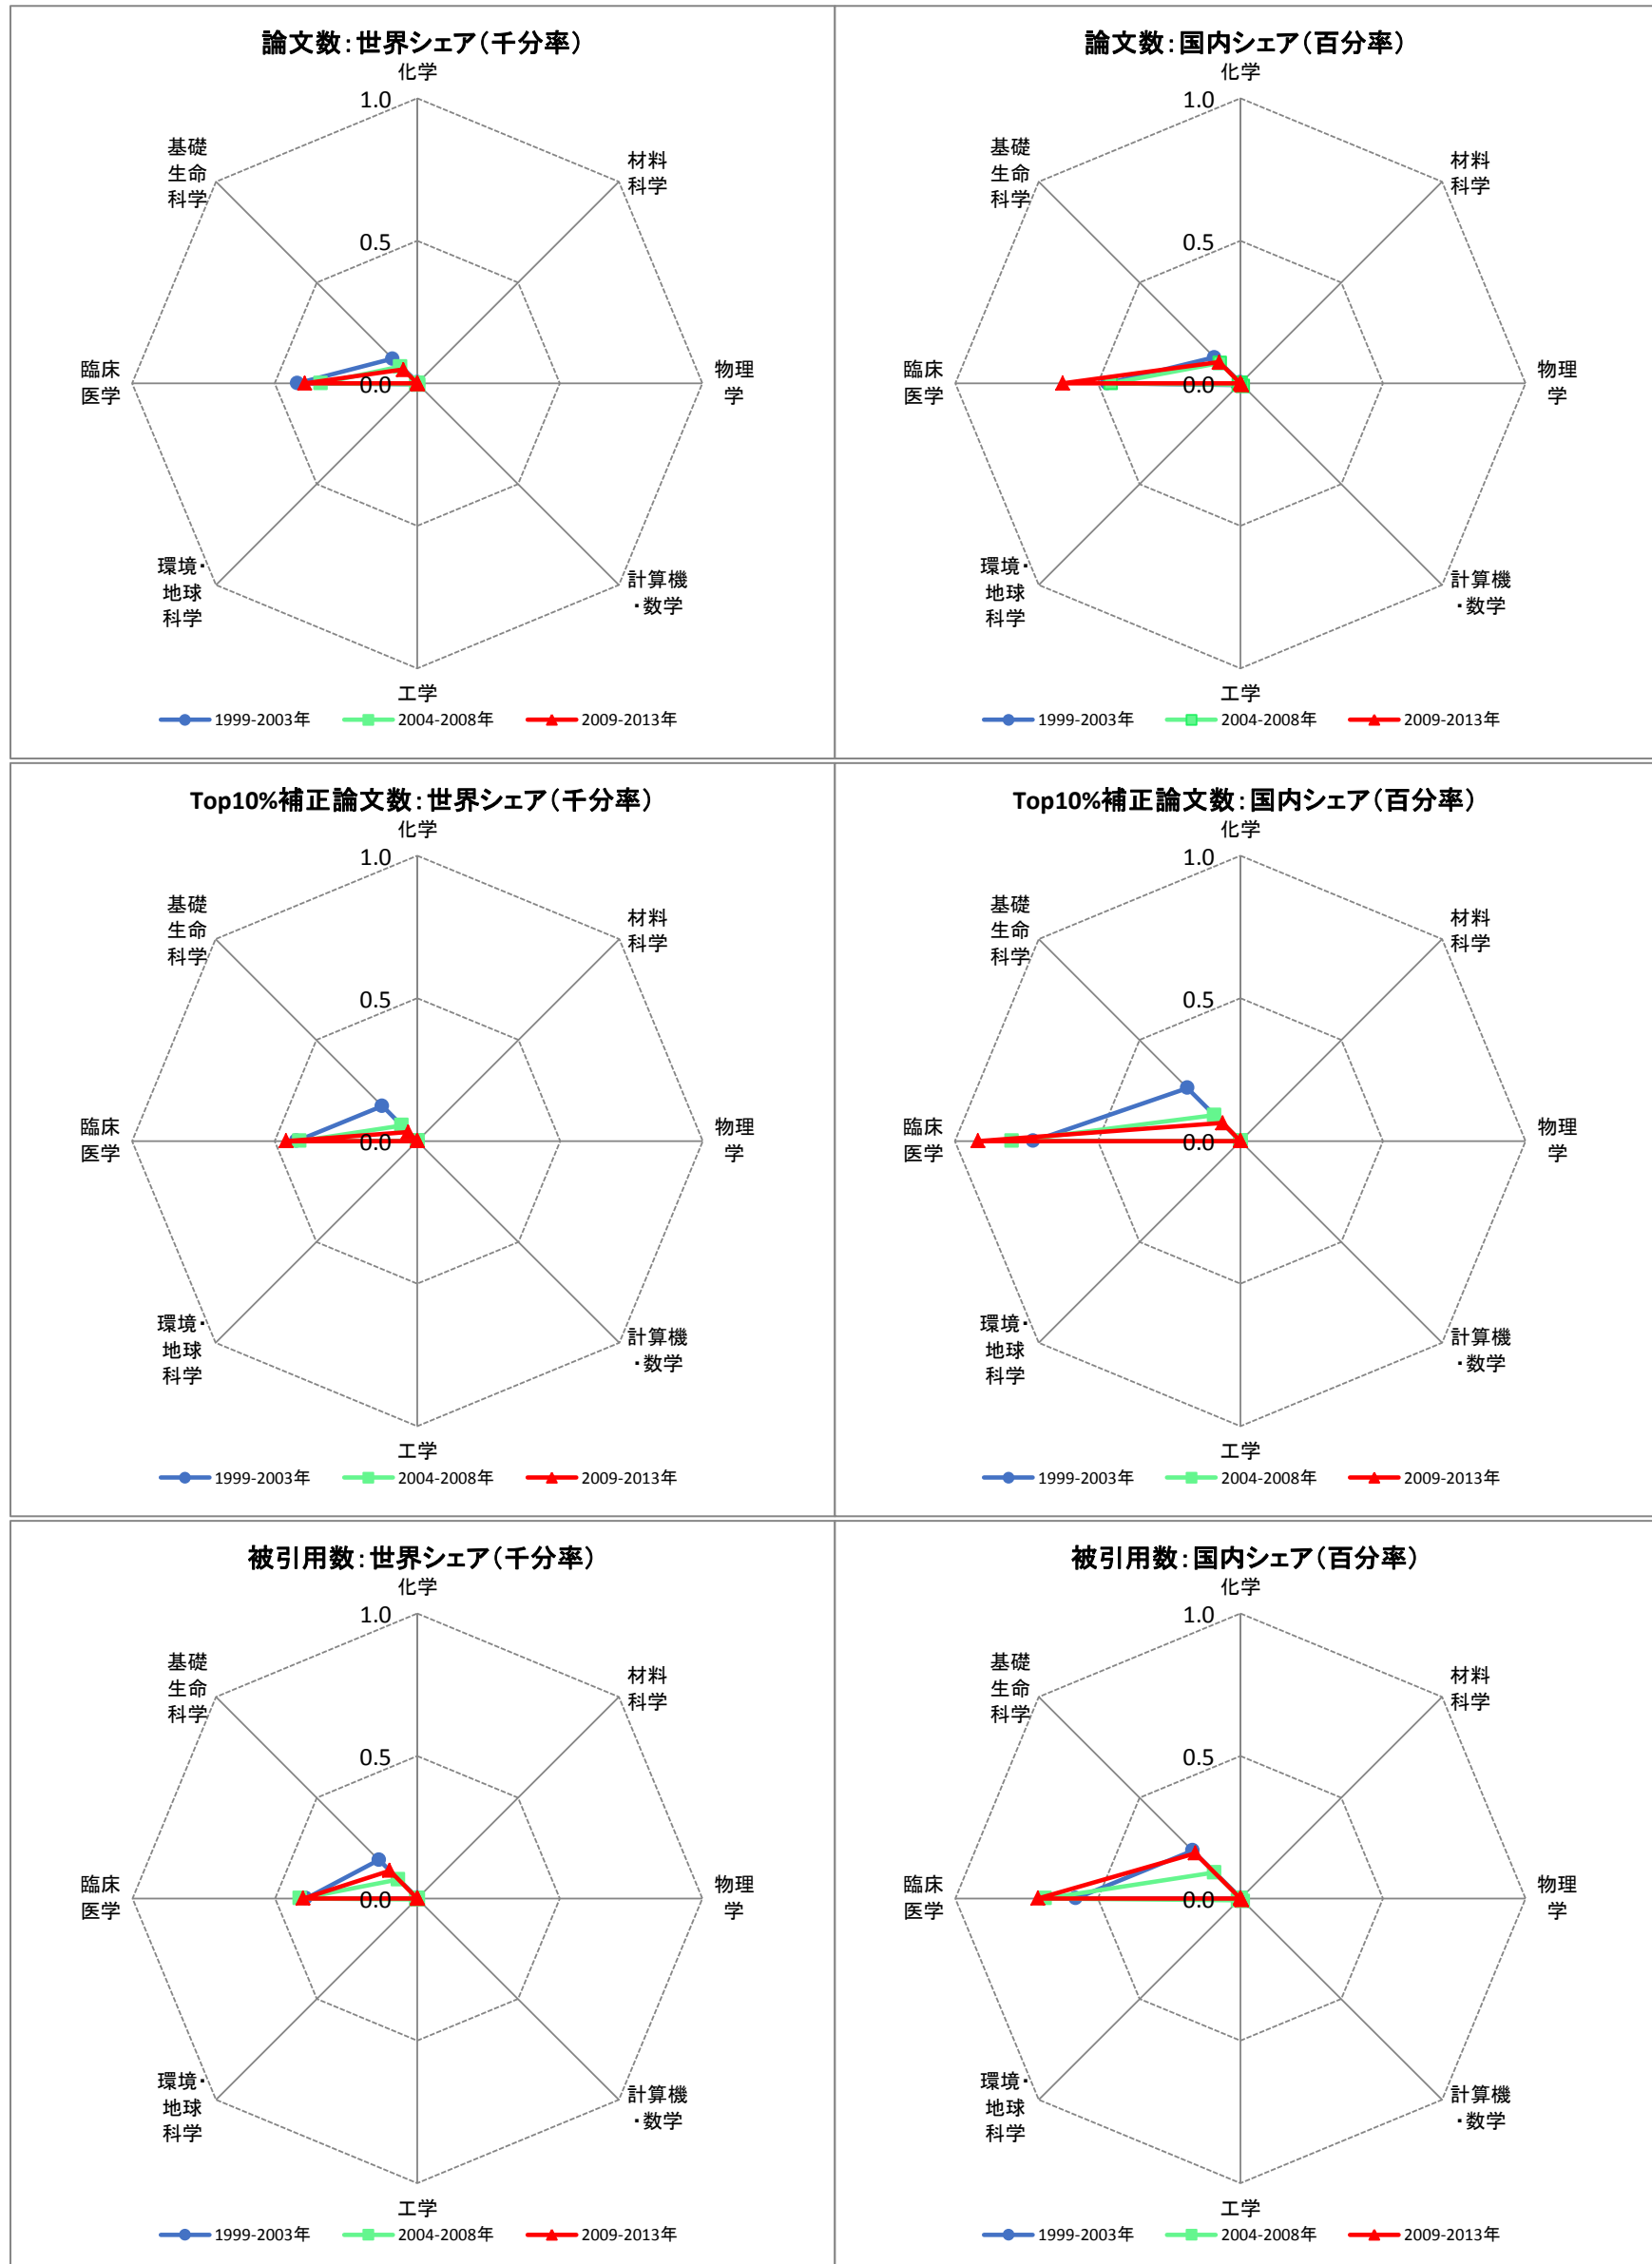 論文数：世界シェア（千分率）
化学
1.0
基礎
生命
科学
材料
科学
0.5
臨床
医学
0.0
物理
学
環境・
地球
科学
計算機
・数学
工学
1999-2003年
2004-2008年
2009-2013年
論文数：国内シェア（百分率）
化学
1.0
基礎
生命
科学
材料
科学
0.5
臨床
医学
0.0
物理
学
環境・
地球
科学
計算機
・数学
工学
1999-2003年
2004-2008年
2009-2013年
Top10%補正論文数：世界シェア（千分率）
化学
1.0
基礎
生命
科学
材料
科学
0.5
臨床
医学
0.0
物理
学
環境・
地球
科学
計算機
・数学
工学
1999-2003年
2004-2008年
2009-2013年
Top10%補正論文数：国内シェア（百分率）
化学
1.0
基礎
生命
科学
材料
科学
0.5
臨床
医学
0.0
物理
学
環境・
地球
科学
計算機
・数学
工学
1999-2003年
2004-2008年
2009-2013年
被引用数：世界シェア（千分率）
化学
1.0
基礎
生命
科学
材料
科学
0.5
臨床
医学
0.0
物理
学
環境・
地球
科学
計算機
・数学
工学
1999-2003年
2004-2008年
2009-2013年
被引用数：国内シェア（百分率）
化学
1.0
基礎
生命
科学
材料
科学
0.5
臨床
医学
0.0
物理
学
環境・
地球
科学
計算機
・数学
工学
1999-2003年
2004-2008年
2009-2013年